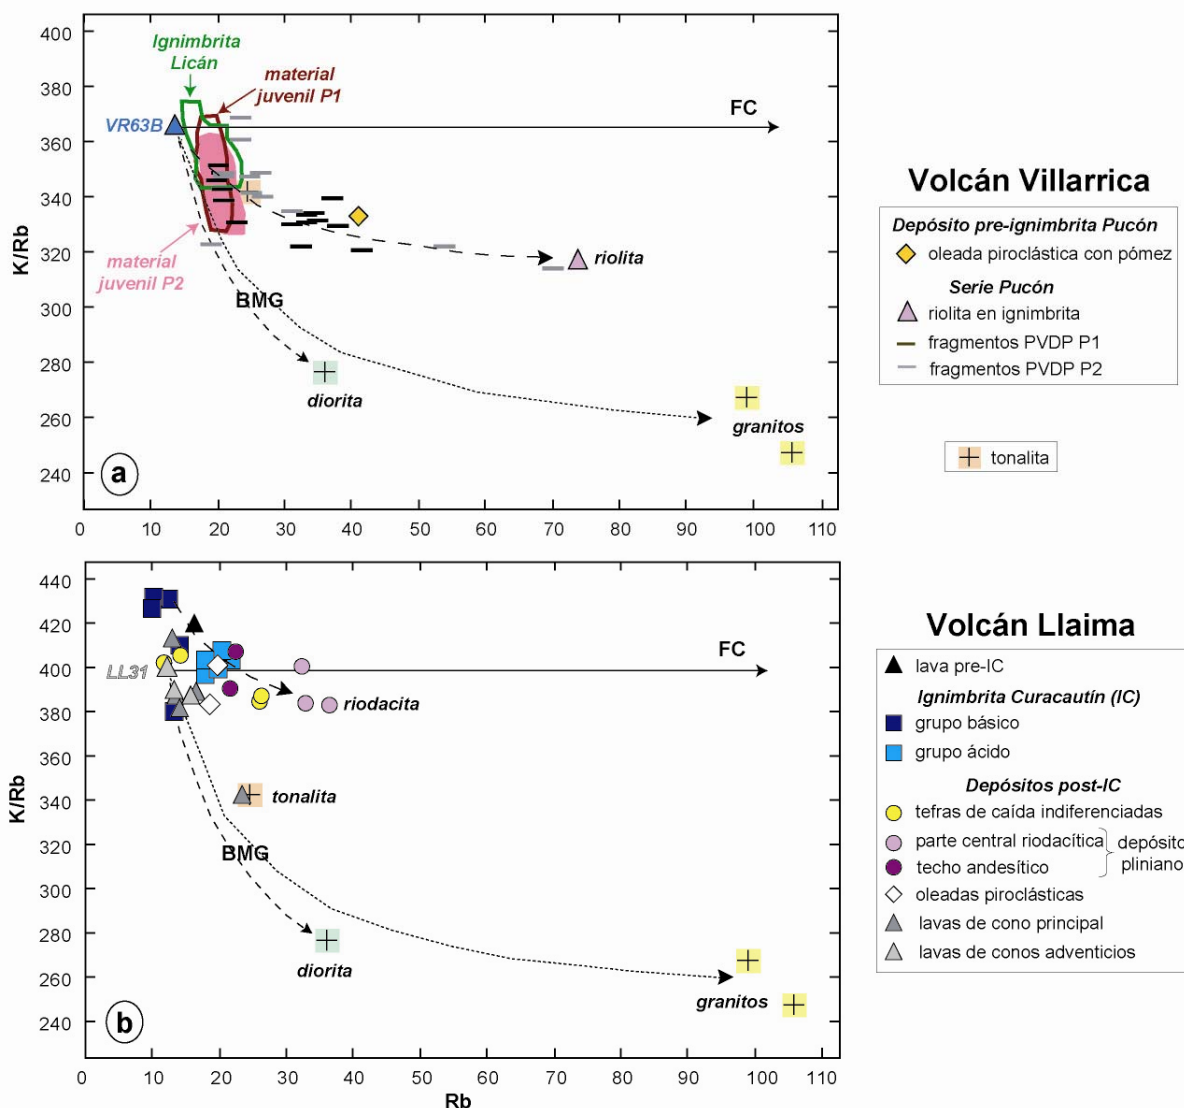 400
380
360
340
320
300
280
260
240
K/Rb
Ignimbrita
Licán
material
juvenil P1
VR63B
FC
material
juvenil P2
BMG
riolita
diorita
granitos
a
0 10 20 30 40 50 60 70 80 90 100 110
Volcán Villarrica
Depósito pre-ignimbrita Pucón
oleada piroclástica con pómez
Serie Pucón
riolita en ignimbrita
fragmentos PVDP P1
fragmentos PVDP P2
tonalita
440
420
400
380
360
340
320
300
280
260
240
K/Rb
LL31
FC
riodacita
tonalita
BMG
diorita
granitos
b
0 10 20 30 40 50 60 70 80 90 100 110
Rb
Volcán Llaima
lava pre-IC
Ignimbrita Curacautín (IC)
grupo básico
grupo ácido
Depósitos post-IC
tefras de caída indiferenciadas
parte central riodacítica
techo andesítico
depósito
pliniano
oleadas piroclásticas
lavas de cono principal
lavas de conos adventicios